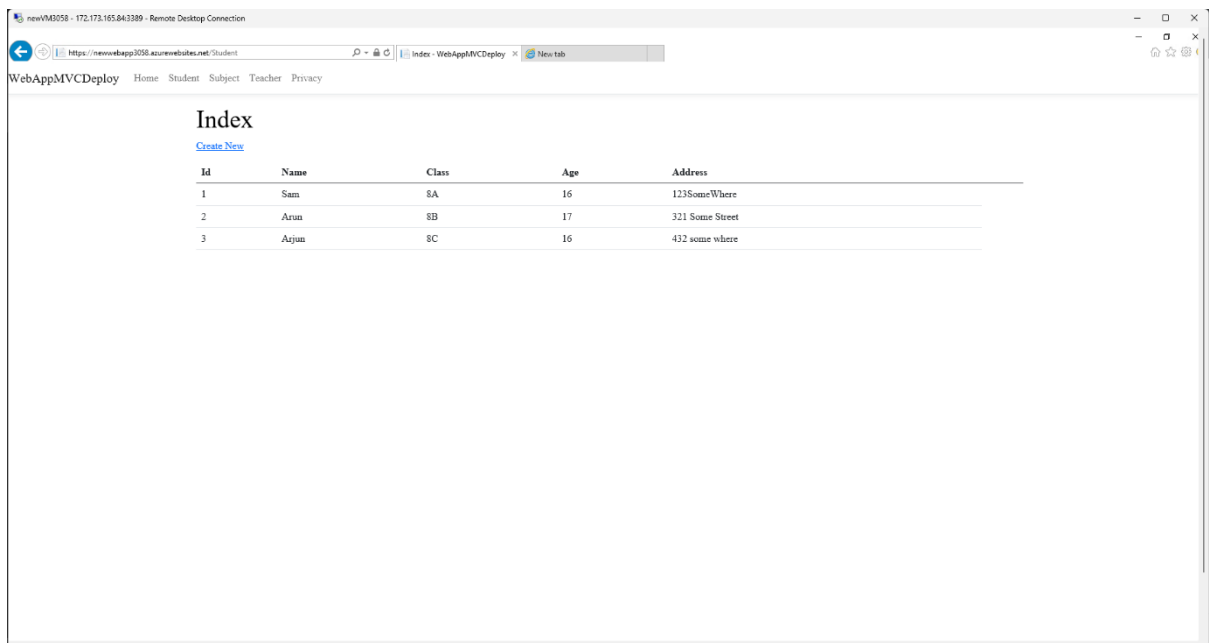 newVM3058 - 172.173.165.84:3389 - Remote Desktop Connection
https://newwebapp3058.azurewebsites.net/Student Index - WebAppMVCDeploy New tab
WebAppMVCDeploy Home Student Subject Teacher Privacy
Index
Create New
Id Name Class Age Address
1 Sam 8A 16 123SomeWhere
2 Arun 8B 17 321 Some Street
3 Arjun 8C 16 432 some where